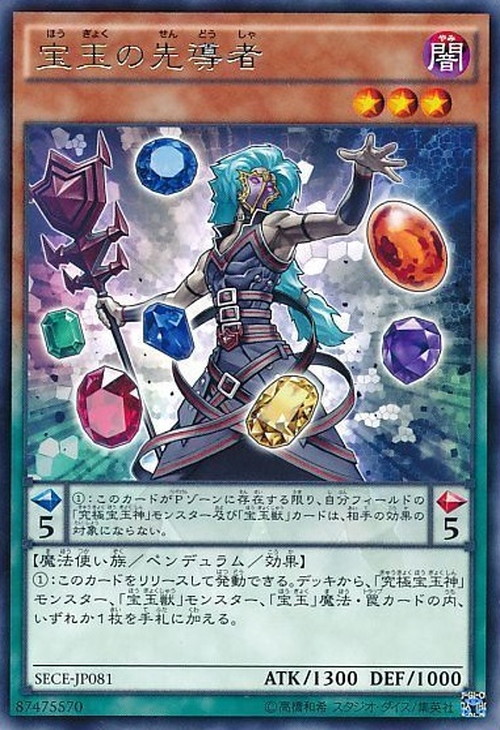 宝玉の先導者
闇
①:このカードがPゾーンに存在する限り、自分フィールドの
「究極宝玉神」モンスター及び「宝玉獣」カードは、相手の効果の
対象にならない。
5
5
【魔法使い族/ペンデュラム/効果】
①:このカードをリリースして発動できる。デッキから、「究極宝玉神」
モンスター、「宝玉獣」モンスター、「宝玉」魔法・罠カードの内、
いずれか1枚を手札に加える。
SECE-JP081
ATK/1300 DEF/1000
87475570
©高橋和希 スタジオ・ダイス/集英社